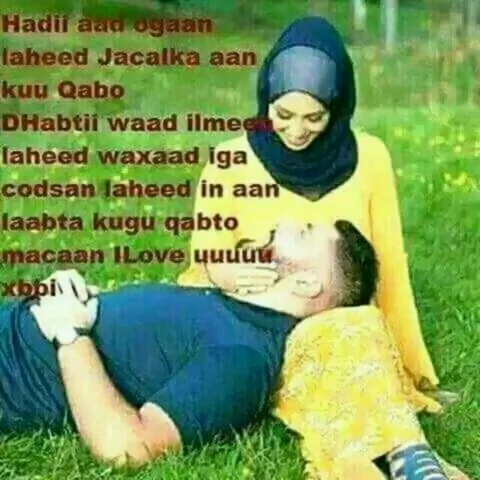 Hadii aad ogaan
laheed Jacalka aan
kuu Qabo
DHabtii waad ilmeen
laheed waxaad iga
codsan laheed in aan
laabta kugu qabto
macaan ILove uuuuu
xbbi